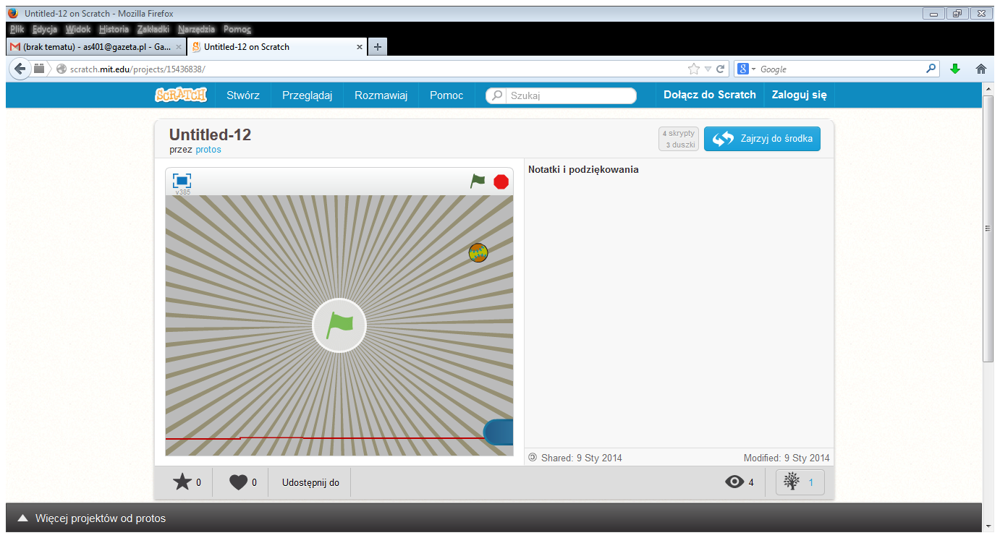 Untitled-12 on Scratch - Mozilla Firefox
Plik Edycja Widok Historia Zakładki Narzędzia Pomoc
(brak tematu) - as401@gazeta.pl - Ga... Untitled-12 on Scratch
scratch.mit.edu/projects/15436838/ Google
SCRATCH Stwórz Przeglądaj Rozmawiaj Pomoc Szukaj Dołącz do Scratch Zaloguj się
Untitled-12
przez protos
4 skrypty
3 duszki
Zajrzyj do środka
v385
Notatki i podziękowania
Shared: 9 Sty 2014 Modified: 9 Sty 2014
0 0 Udostępnij do 4 1
Więcej projektów od protos